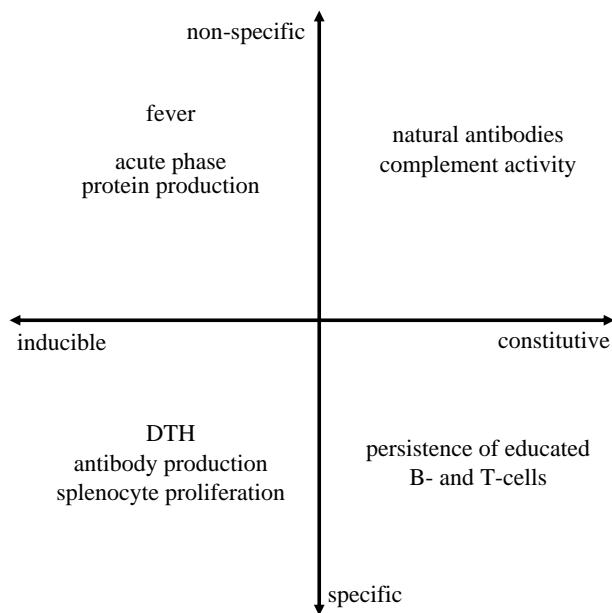 non-specific
fever
acute phase
protein production
natural antibodies
complement activity
inducible
constitutive
DTH
antibody production
splenocyte proliferation
persistence of educated
B- and T-cells
specific